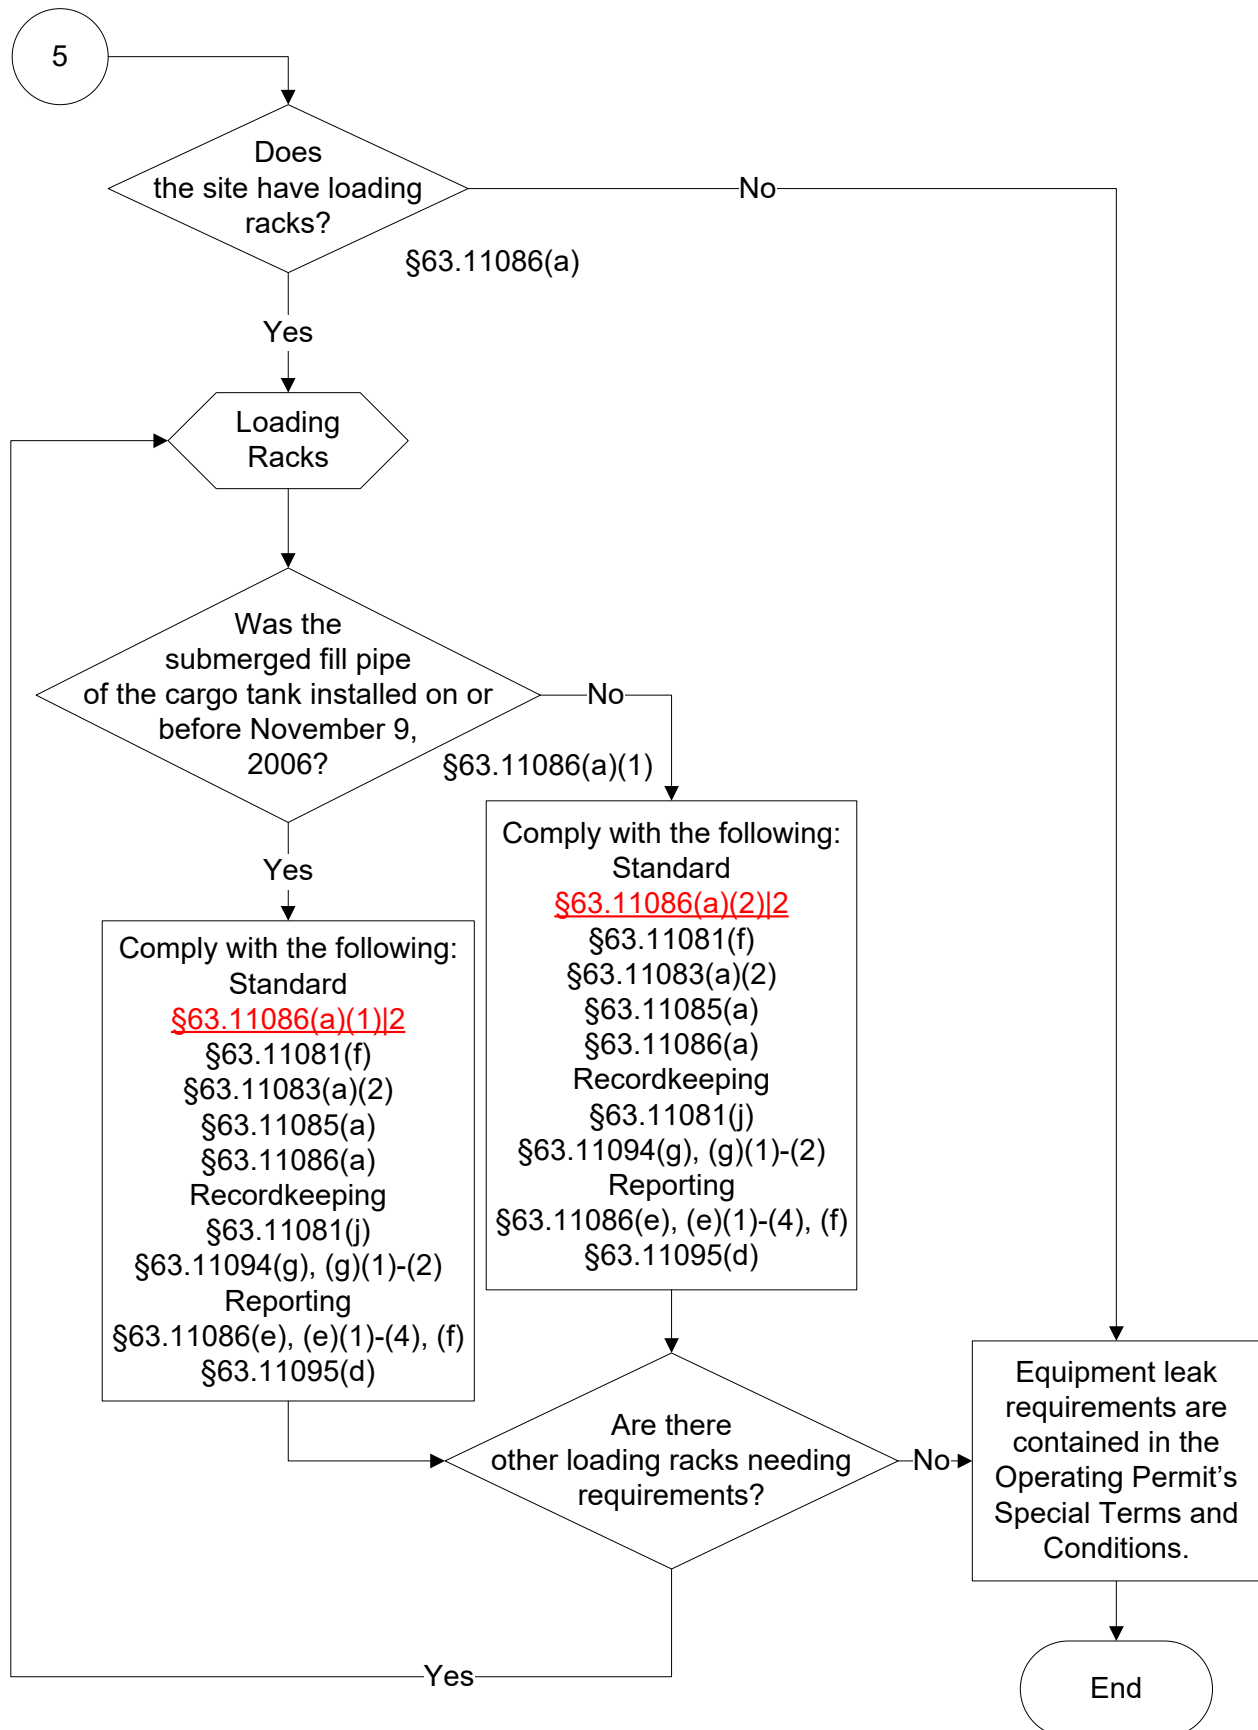 5
Does
the site have loading
racks?
No
§63.11086(a)
Yes
Loading
Racks
Was the
submerged fill pipe
of the cargo tank installed on or
before November 9,
2006?
No
§63.11086(a)(1)
Yes
Comply with the following:
Standard
§63.11086(a)(2)|2
§63.11081(f)
§63.11083(a)(2)
§63.11085(a)
§63.11086(a)
Recordkeeping
§63.11081(j)
§63.11094(g), (g)(1)-(2)
Reporting
§63.11086(e), (e)(1)-(4), (f)
§63.11095(d)
Comply with the following:
Standard
§63.11086(a)(1)|2
§63.11081(f)
§63.11083(a)(2)
§63.11085(a)
§63.11086(a)
Recordkeeping
§63.11081(j)
§63.11094(g), (g)(1)-(2)
Reporting
§63.11086(e), (e)(1)-(4), (f)
§63.11095(d)
Are there
other loading racks needing
requirements?
No
Yes
Equipment leak
requirements are
contained in the
Operating Permit’s
Special Terms and
Conditions.
End